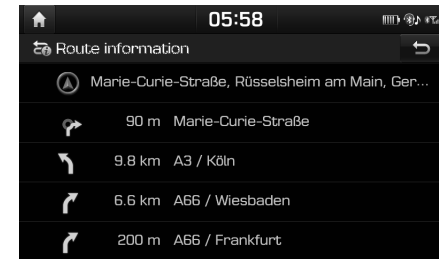 05:58
Route information
Marie-Curie-Straße, Rüsselsheim am Main, Ger...
90 m Marie-Curie-Straße
9.8 km A3 / Köln
6.6 km A66 / Wiesbaden
200 m A66 / Frankfurt